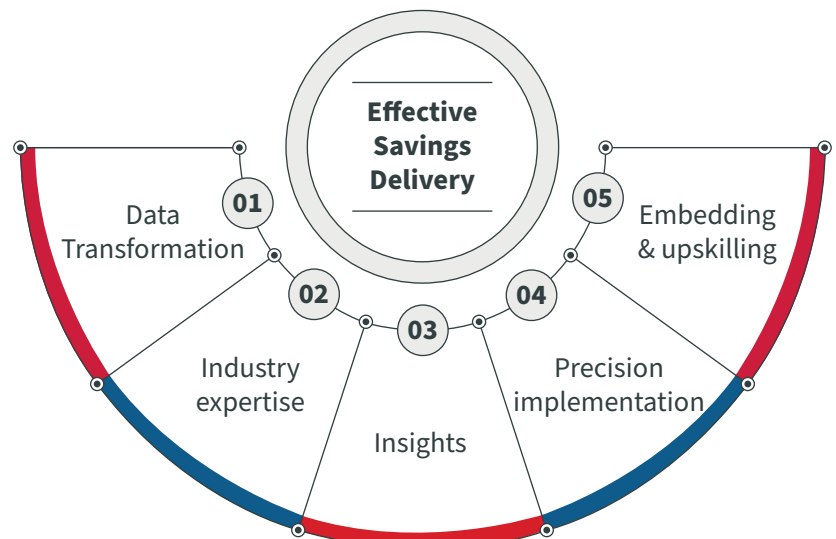 Effective
Savings
Delivery
01
Data
Transformation
02
Industry
expertise
03
Insights
04
Precision
implementation
05
Embedding
& upskilling